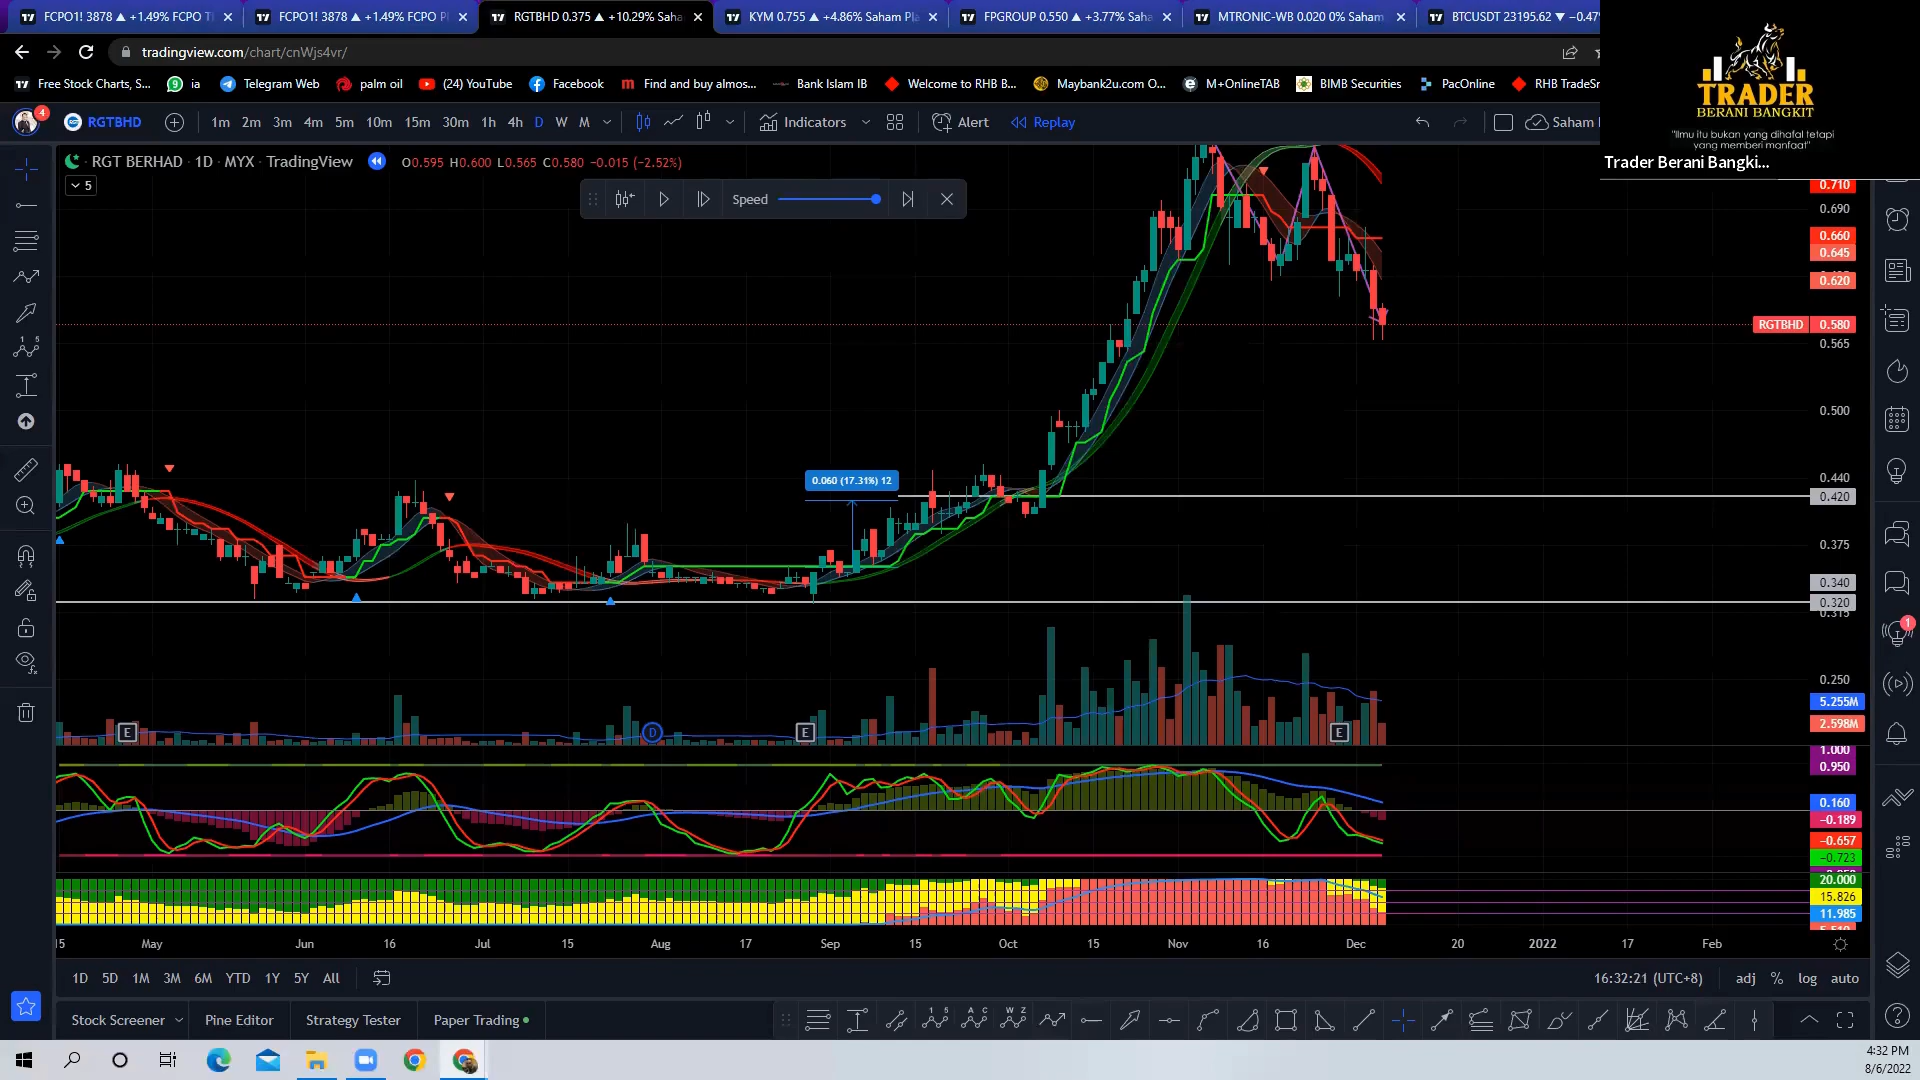 FCPO1! 3878 ▲ +1.49% FCPO T
FCPO1! 3878 ▲ +1.49% FCPO P
RGTBHD 0.375 ▲ +10.29% Saha
KYM 0.755 ▲ +4.86% Saham Pla
FPGROUP 0.550 ▲ +3.77% Saha
MTRONIC-WB 0.020 0% Saham
BTCUSDT 23195.62 ▼ −0.47%
tradingview.com/chart/cnWjs4vr/
Free Stock Charts, S...
ia
Telegram Web
palm oil
(24) YouTube
Facebook
Find and buy almos...
Bank Islam IB
Welcome to RHB B...
Maybank2u.com O...
M+OnlineTAB
BIMB Securities
PacOnline
RHB TradeSm
TRADER
BERANI BANGKIT
"Ilmu itu bukan yang dihafal tetapi
yang memberi manfaat"
Trader Berani Bangki...
4
RGTBHD
1m 2m 3m 4m 5m 10m 15m 30m 1h 4h D W M
Indicators
Alert
Replay
Saham
RGT BERHAD · 1D · MYX · TradingView
O0.595 H0.600 L0.565 C0.580 −0.015 (−2.52%)
5
Speed
0.710
0.690
0.660
0.645
0.620
RGTBHD 0.580
0.565
0.500
0.440
0.420
0.375
0.340
0.320
0.315
0.250
5.255M
2.598M
0.060 (17.31%) 12
E
D
E
E
1
1.000
0.950
0.160
−0.189
−0.657
−0.723
20.000
15.826
11.985
15 May Jun 16 Jul 15 Aug 17 Sep 15 Oct 15 Nov 16 Dec 20 2022 17 Feb
1D 5D 1M 3M 6M YTD 1Y 5Y All
16:32:21 (UTC+8)
adj % log auto
Stock Screener
Pine Editor
Strategy Tester
Paper Trading
4:32 PM
8/6/2022